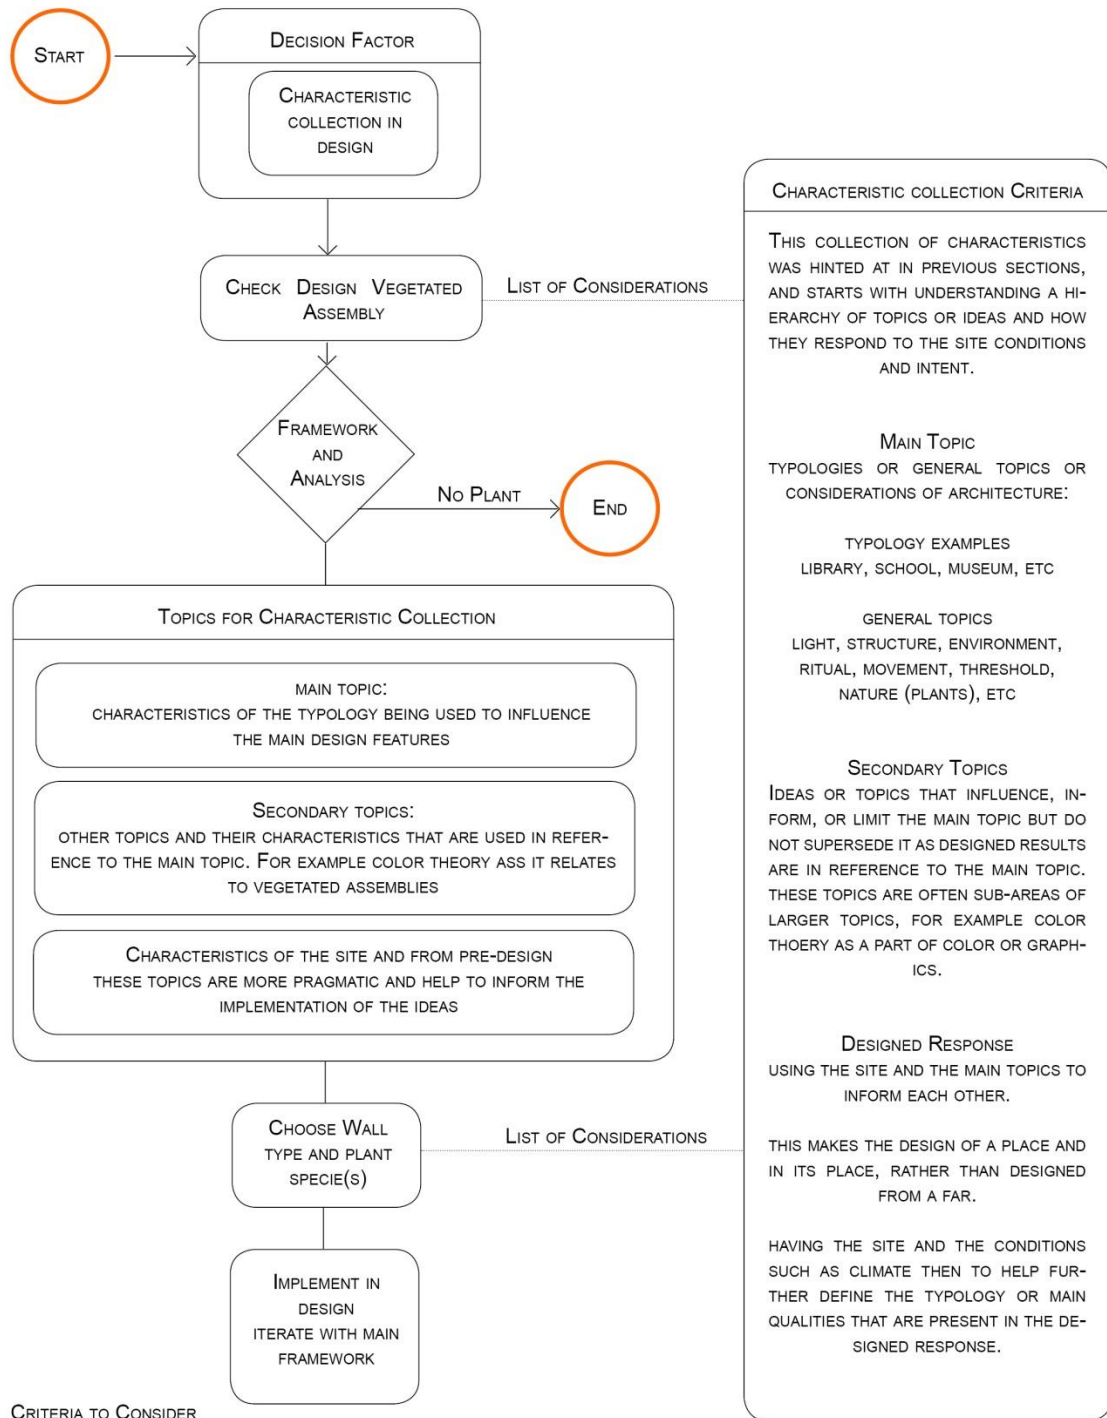 Start
Decision Factor
Characteristic
collection in
design
Check Design Vegetated
Assembly
List of Considerations
Framework
and
Analysis
No Plant
End
Topics for Characteristic Collection
main topic:
characteristics of the typology being used to influence
the main design features
Secondary topics:
other topics and their characteristics that are used in refer-
ence to the main topic. For example color theory ass it relates
to vegetated assemblies
Characteristics of the site and from pre-design
these topics are more pragmatic and help to inform the
implementation of the ideas
Choose Wall
type and plant
specie(s)
List of Considerations
Implement in
design
iterate with main
framework
Criteria to Consider
Characteristic collection Criteria
This collection of characteristics
was hinted at in previous sections,
and starts with understanding a hi-
erarchy of topics or ideas and how
they respond to the site conditions
and intent.
Main Topic
typologies or general topics or
considerations of architecture:
typology examples
library, school, museum, etc
general topics
light, structure, environment,
ritual, movement, threshold,
nature (plants), etc
Secondary Topics
Ideas or topics that influence, in-
form, or limit the main topic but do
not supersede it as designed results
are in reference to the main topic.
these topics are often sub-areas of
larger topics, for example color
thoery as a part of color or graph-
ics.
Designed Response
using the site and the main topics to
inform each other.
this makes the design of a place and
in its place, rather than designed
from a far.
having the site and the conditions
such as climate then to help fur-
ther define the typology or main
qualities that are present in the de-
signed response.